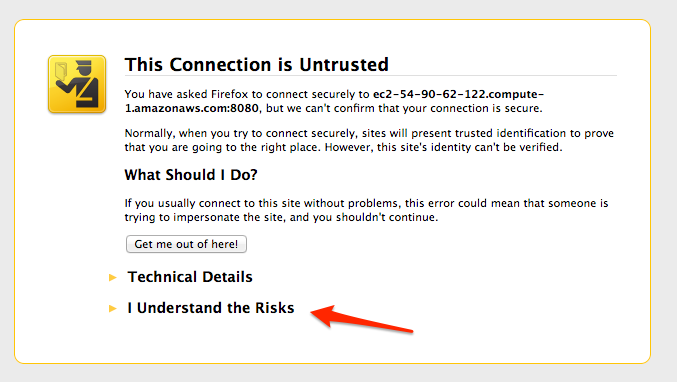 This Connection is Untrusted
You have asked Firefox to connect securely to ec2-54-90-62-122.compute-
1.amazonaws.com:8080, but we can't confirm that your connection is secure.
Normally, when you try to connect securely, sites will present trusted identification to prove
that you are going to the right place. However, this site's identity can't be verified.
What Should I Do?
If you usually connect to this site without problems, this error could mean that someone is
trying to impersonate the site, and you shouldn't continue.
Get me out of here!
Technical Details
I Understand the Risks